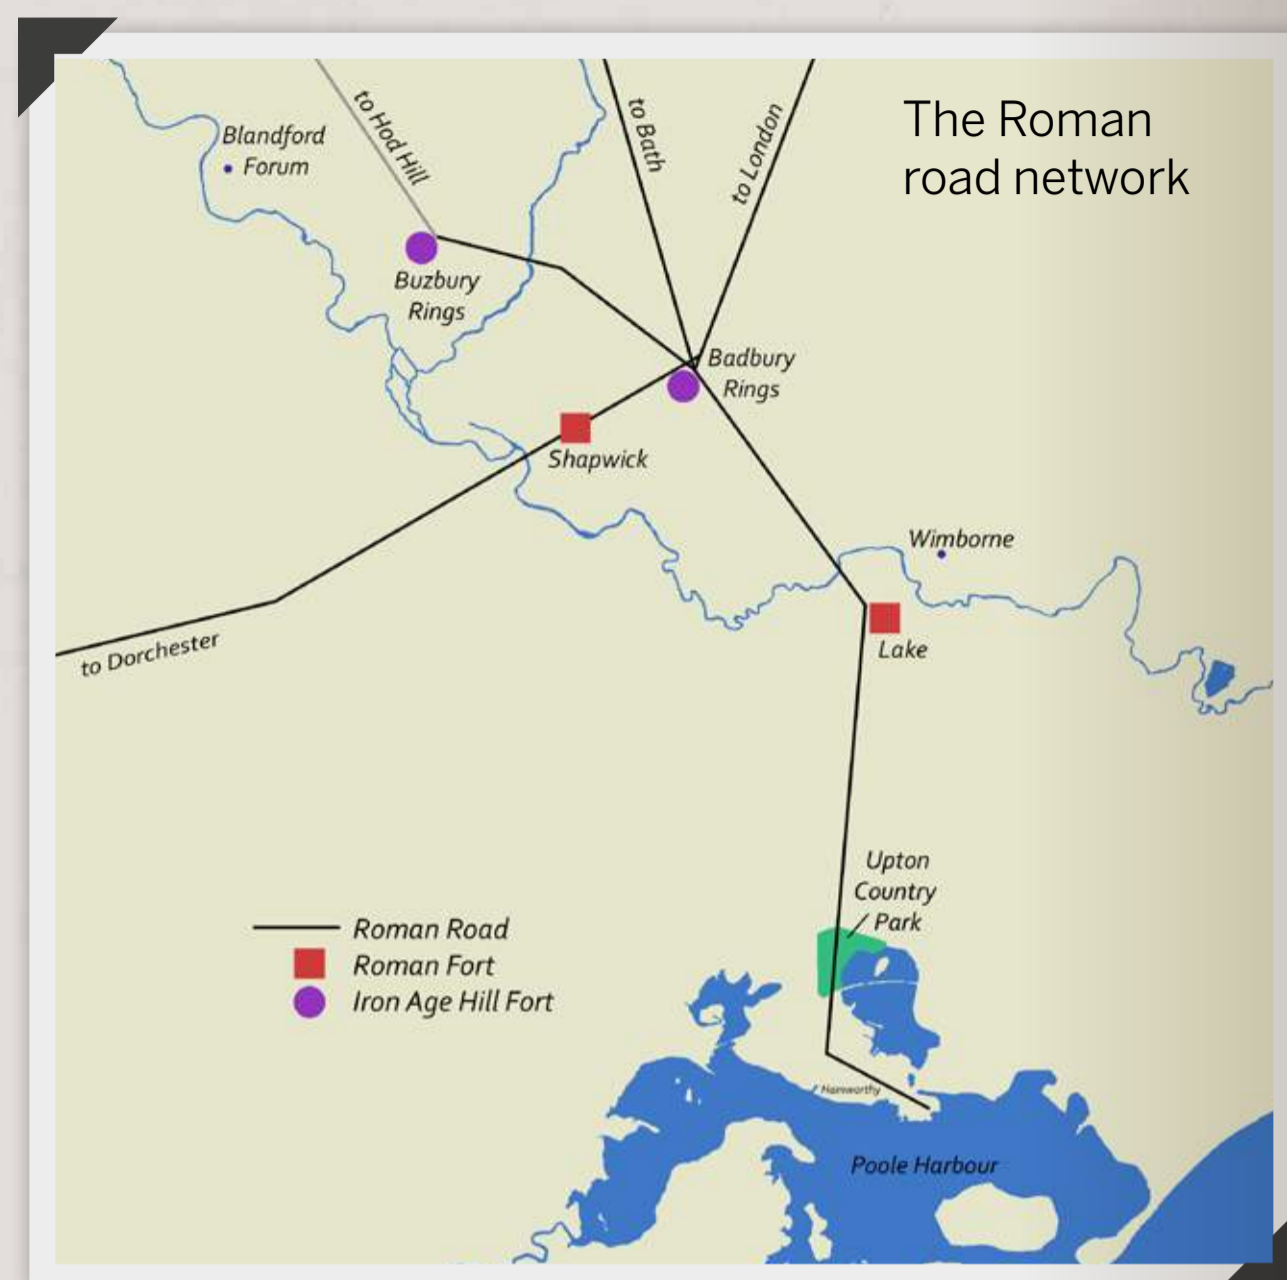 The Roman
road network
to Hod Hill
to Bath
to London
Blandford
Forum
Buzbury
Rings
Badbury
Rings
Shapwick
Wimborne
to Dorchester
Lake
Upton
Country
Park
Roman Road
Roman Fort
Iron Age Hill Fort
Hamworthy
Poole Harbour